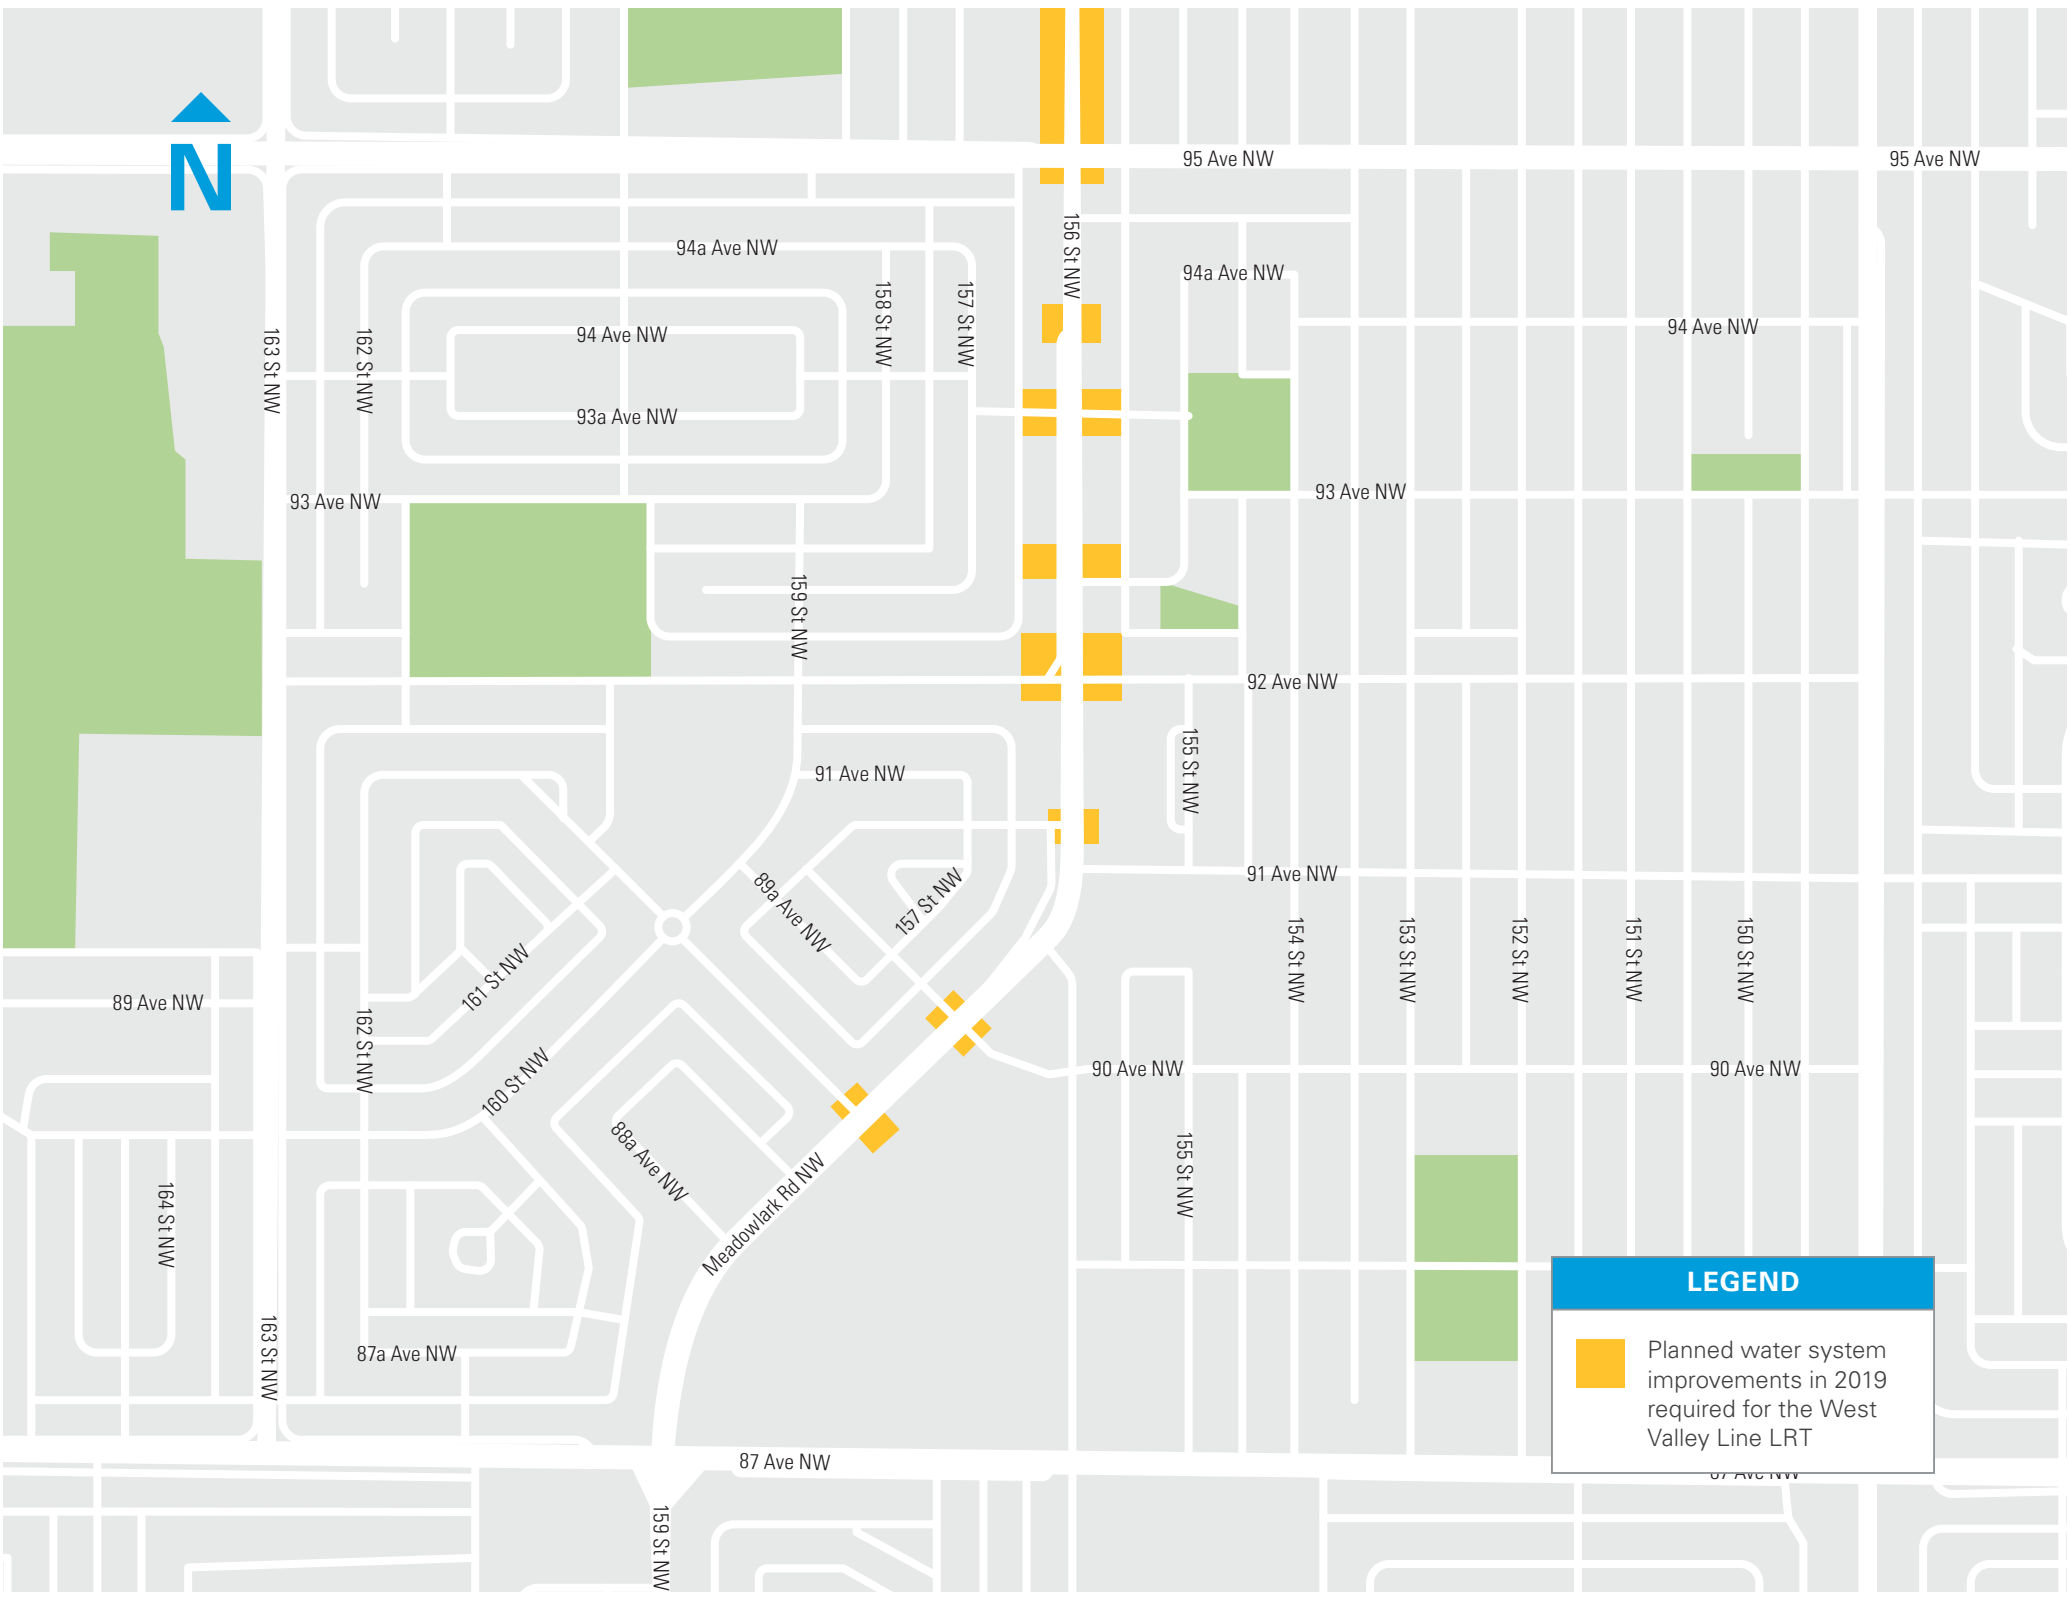 N
95 Ave NW
95 Ave NW
156 St NW
94a Ave NW
94a Ave NW
158 St NW
157 St NW
163 St NW
162 St NW
94 Ave NW
94 Ave NW
93a Ave NW
93 Ave NW
93 Ave NW
159 St NW
92 Ave NW
155 St NW
91 Ave NW
91 Ave NW
89a Ave NW
157 St NW
161 St NW
154 St NW
153 St NW
152 St NW
151 St NW
150 St NW
89 Ave NW
162 St NW
160 St NW
90 Ave NW
90 Ave NW
88a Ave NW
155 St NW
Meadowlark Rd NW
164 St NW
163 St NW
87a Ave NW
LEGEND
Planned water system
improvements in 2019
required for the West
Valley Line LRT
87 Ave NW
87 Ave NW
159 St NW